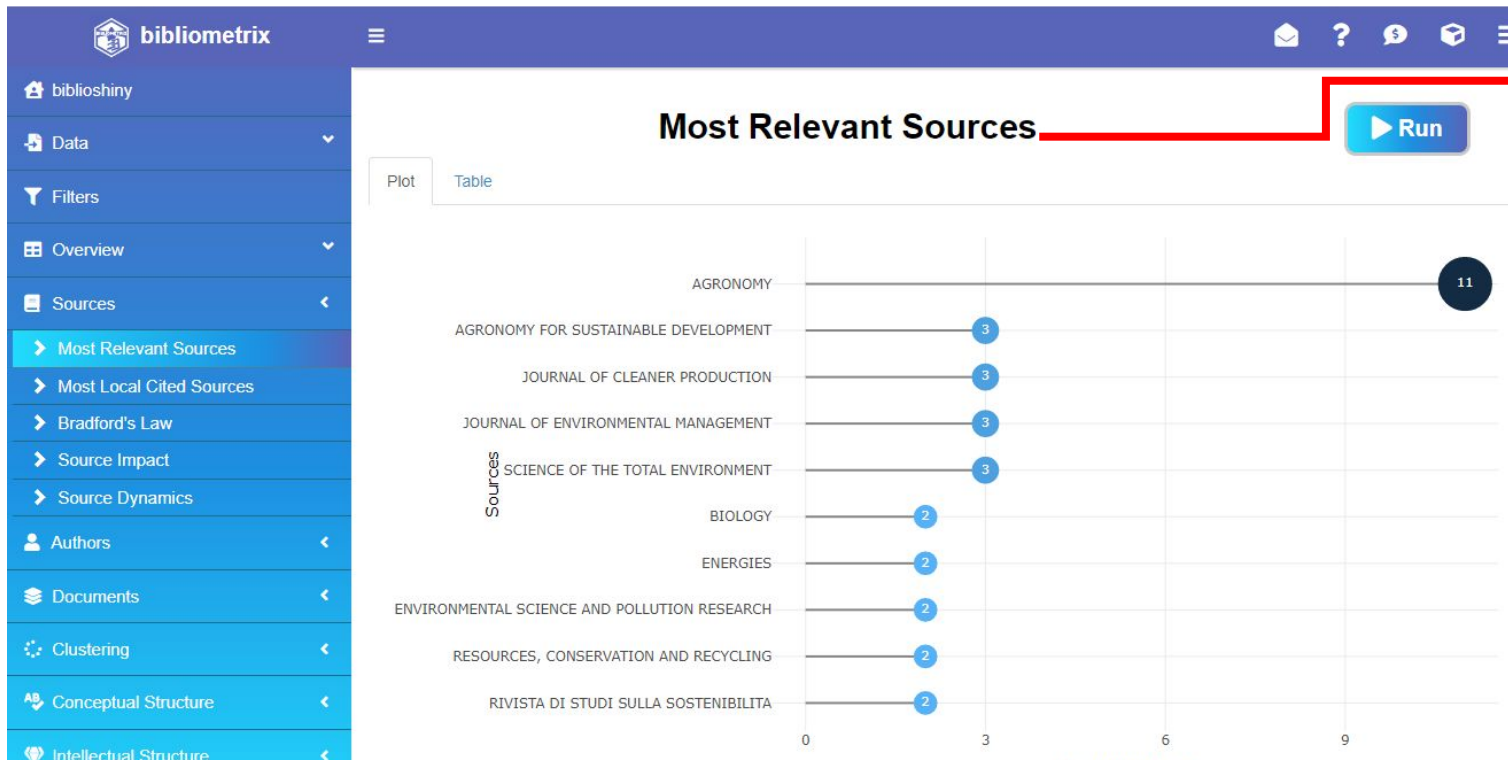 bibliometrix
biblioshiny
Data
Filters
Overview
Sources
Most Relevant Sources
Most Local Cited Sources
Bradford's Law
Source Impact
Source Dynamics
Authors
Documents
Clustering
Conceptual Structure
Intellectual Structure
Most Relevant Sources
Run
Plot Table
AGRONOMY 11
AGRONOMY FOR SUSTAINABLE DEVELOPMENT 3
JOURNAL OF CLEANER PRODUCTION 3
JOURNAL OF ENVIRONMENTAL MANAGEMENT 3
SCIENCE OF THE TOTAL ENVIRONMENT 3
BIOLOGY 2
ENERGIES 2
ENVIRONMENTAL SCIENCE AND POLLUTION RESEARCH 2
RESOURCES, CONSERVATION AND RECYCLING 2
RIVISTA DI STUDI SULLA SOSTENIBILITA 2
Sources
0 3 6 9